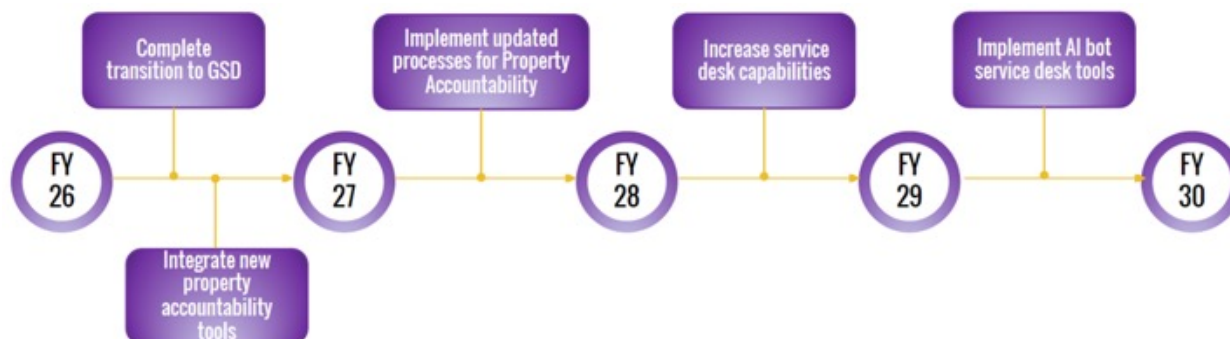 Complete
transition to GSD
Implement updated
processes for Property
Accountability
Increase service
desk capabilities
Implement AI bot
service desk tools
FY
26
FY
27
FY
28
FY
29
FY
30
Integrate new
property
accountability
tools